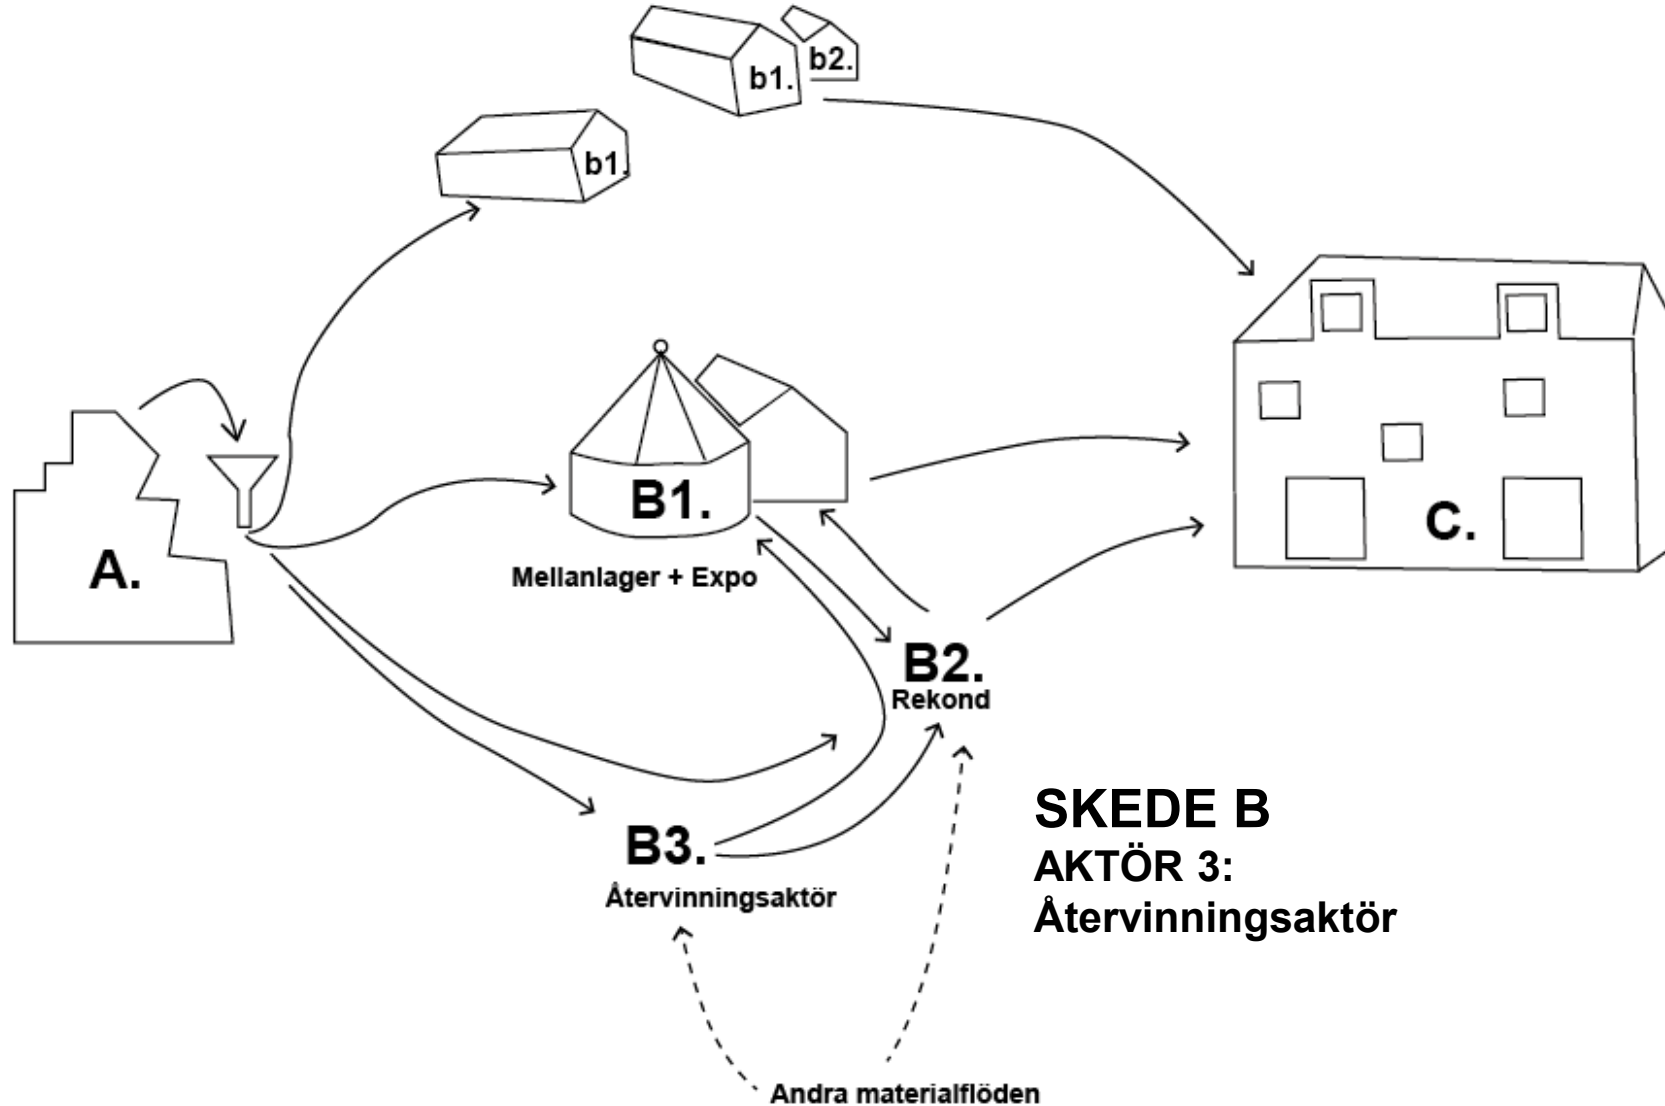 b2.
b1.
b1.
B1.
Mellanlager + Expo
A.
C.
B2.
Rekond
B3.
Återvinningsaktör
SKEDE B
AKTÖR 3:
Återvinningsaktör
Andra materialflöden